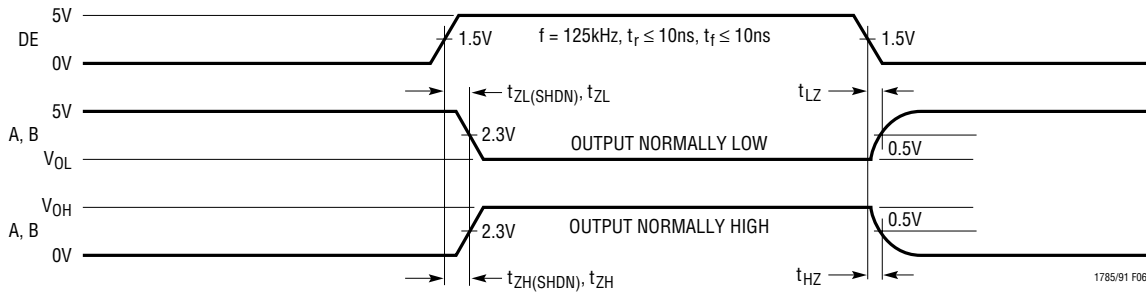 5V
DE
0V
1.5V
f = 125kHz, tr ≤ 10ns, tf ≤ 10ns
1.5V
tZL(SHDN), tZL
tLZ
5V
A, B
VOL
2.3V
OUTPUT NORMALLY LOW
0.5V
VOH
A, B
0V
2.3V
OUTPUT NORMALLY HIGH
0.5V
tZH(SHDN), tZH
tHZ
1785/91 F06